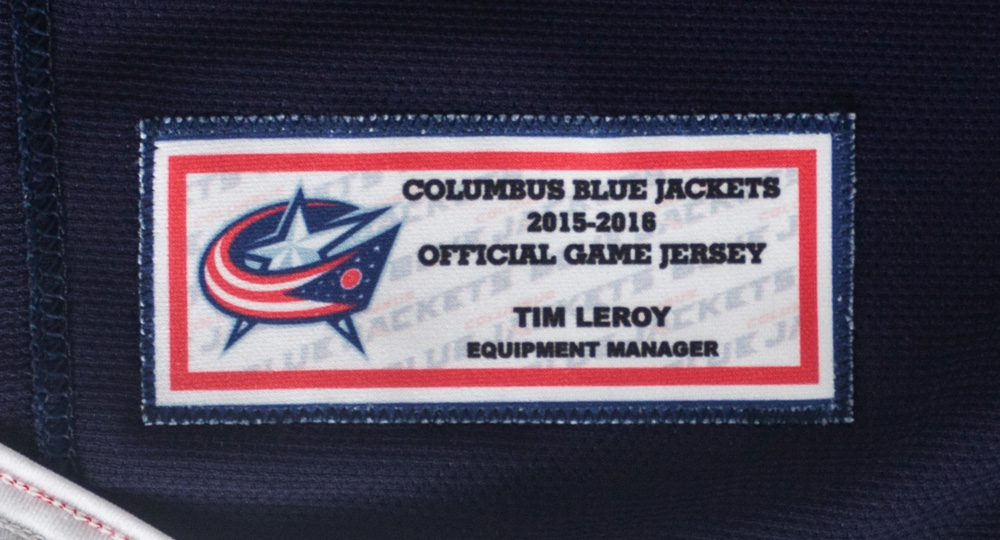 COLUMBUS BLUE JACKETS
2015-2016
OFFICIAL GAME JERSEY
TIM LEROY
EQUIPMENT MANAGER